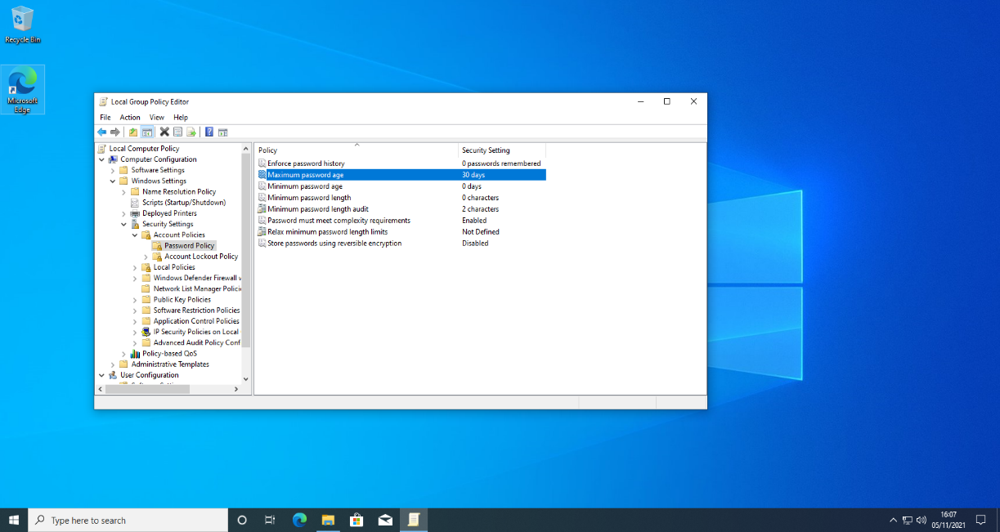 Recycle Bin
Microsoft
Edge
Local Group Policy Editor
File Action View Help
Local Computer Policy
Computer Configuration
Software Settings
Windows Settings
Name Resolution Policy
Scripts (Startup/Shutdown)
Deployed Printers
Security Settings
Account Policies
Password Policy
Account Lockout Policy
Local Policies
Windows Defender Firewall
Network List Manager
Public Key Policies
Software Restriction Policies
Application Control Policies
IP Security Policies on Local
Advanced Audit Policy
Policy-based QoS
Administrative Templates
User Configuration
Policy Security Setting
Enforce password history 0 passwords remembered
Maximum password age 30 days
Minimum password age 0 days
Minimum password length 0 characters
Minimum password length audit 2 characters
Password must meet complexity requirements Enabled
Relax minimum password length limits Not Defined
Store passwords using reversible encryption Disabled
Type here to search
16:07
05/11/2021